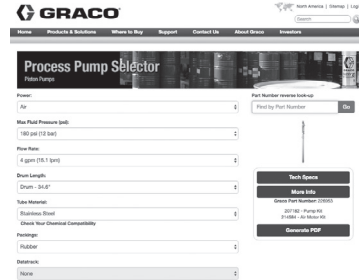 GRACO
North America | Sitemap | Log
Search
Home Products & Solutions Where to Buy Support Contact Us About Graco Investors
Process Pump Selector
Piston Pumps
Power:
Air
Max Fluid Pressure (psi):
180 psi (12 bar)
Flow Rate:
4 gpm (15.1 lpm)
Drum Length:
Drum - 34.6"
Tube Material:
Stainless Steel
Check Your Chemical Compatibility
Packings:
Rubber
Datatrack:
None
Part Number reverse look-up
Find by Part Number
Go
Tech Specs
More Info
Graco Part Number:
207182 - Pump Kit
Air Motor Kit
Generate PDF